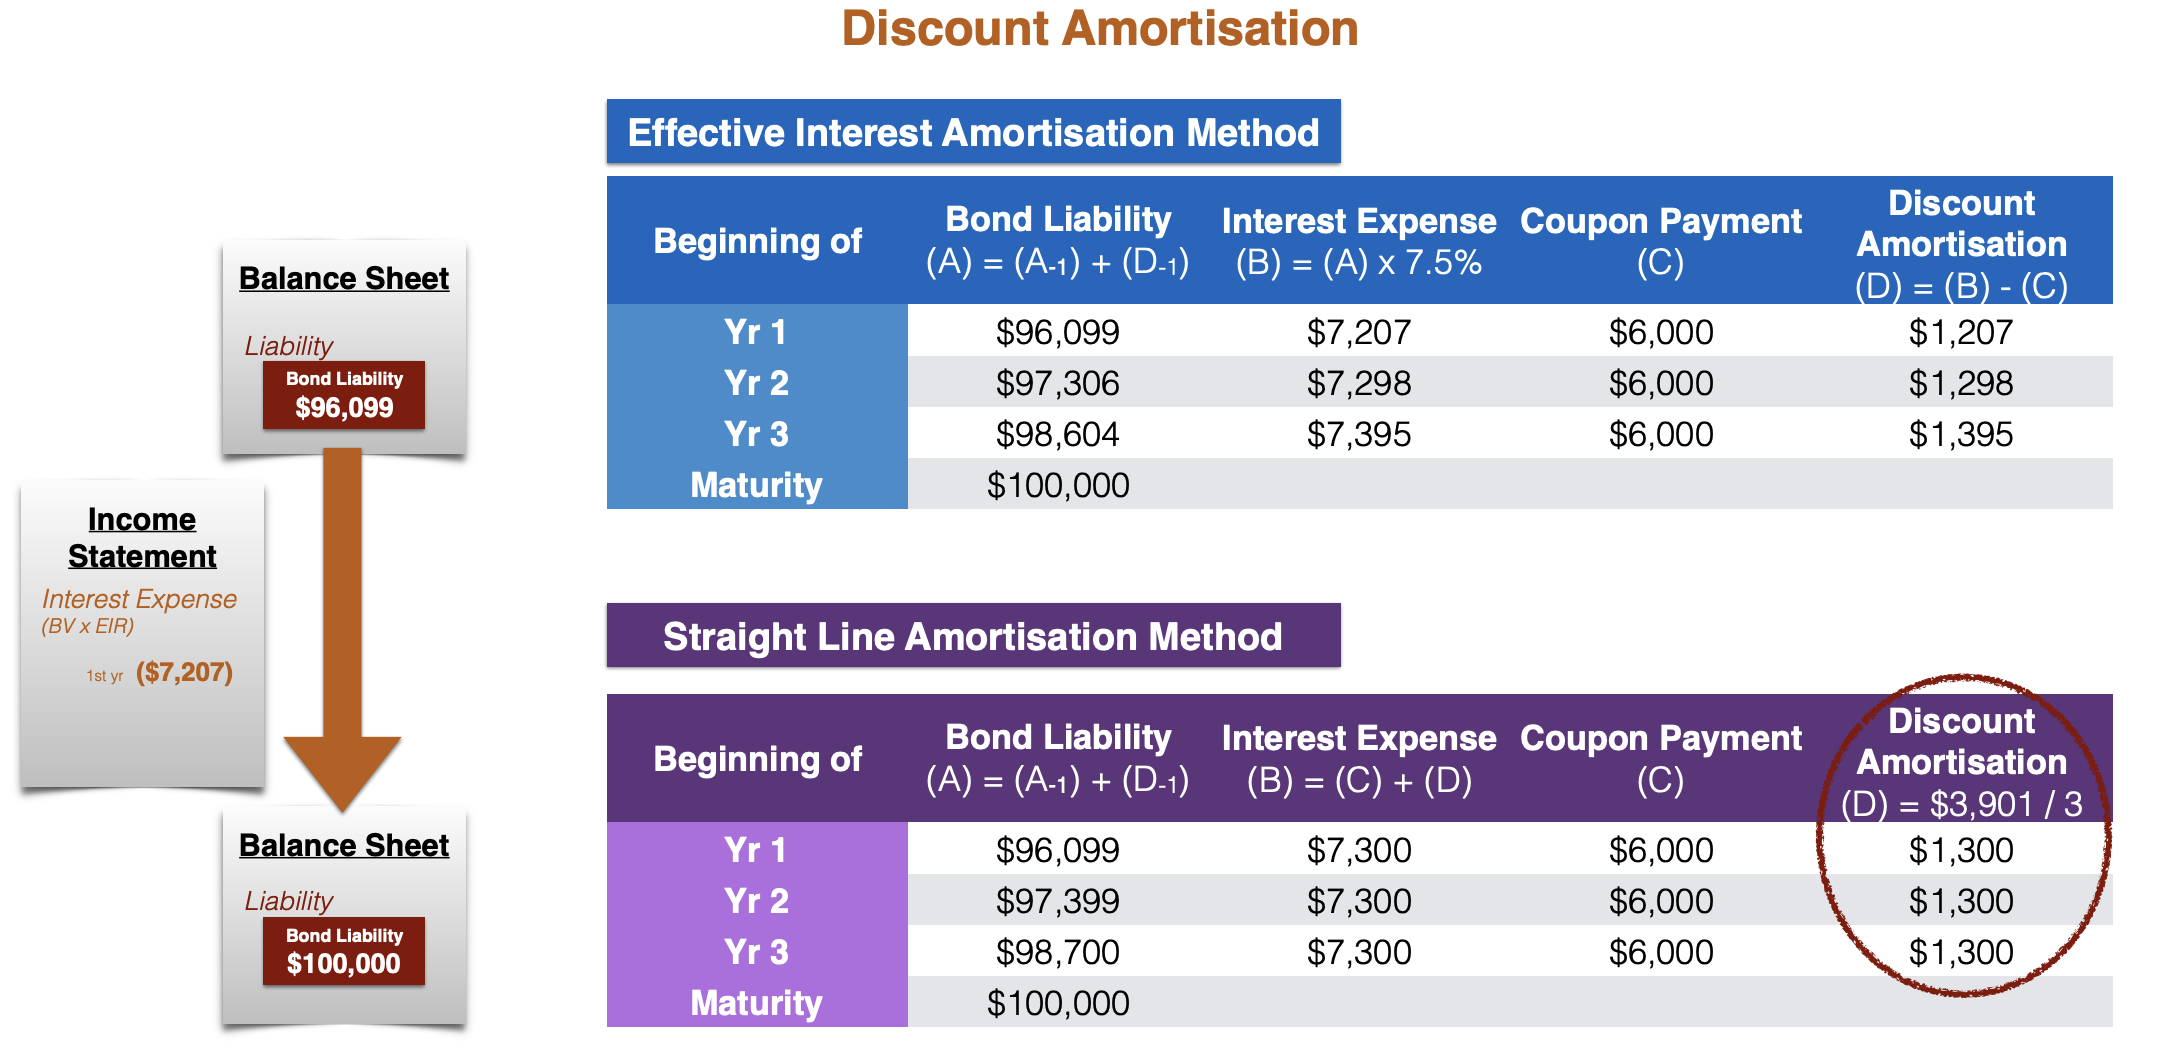 Discount Amortisation
Effective Interest Amortisation Method
Beginning of
Bond Liability
(A) = (A-1) + (D-1)
Interest Expense
(B) = (A) x 7.5%
Coupon Payment
(C)
Discount
Amortisation
(D) = (B) - (C)
Yr 1 $96,099 $7,207 $6,000 $1,207
Yr 2 $97,306 $7,298 $6,000 $1,298
Yr 3 $98,604 $7,395 $6,000 $1,395
Maturity $100,000
Balance Sheet
Liability
Bond Liability
$96,099
Income
Statement
Interest Expense
(BV x EIR)
1st yr ($7,207)
Balance Sheet
Liability
Bond Liability
$100,000
Straight Line Amortisation Method
Beginning of
Bond Liability
(A) = (A-1) + (D-1)
Interest Expense
(B) = (C) + (D)
Coupon Payment
(C)
Discount
Amortisation
(D) = $3,901 / 3
Yr 1 $96,099 $7,300 $6,000 $1,300
Yr 2 $97,399 $7,300 $6,000 $1,300
Yr 3 $98,700 $7,300 $6,000 $1,300
Maturity $100,000